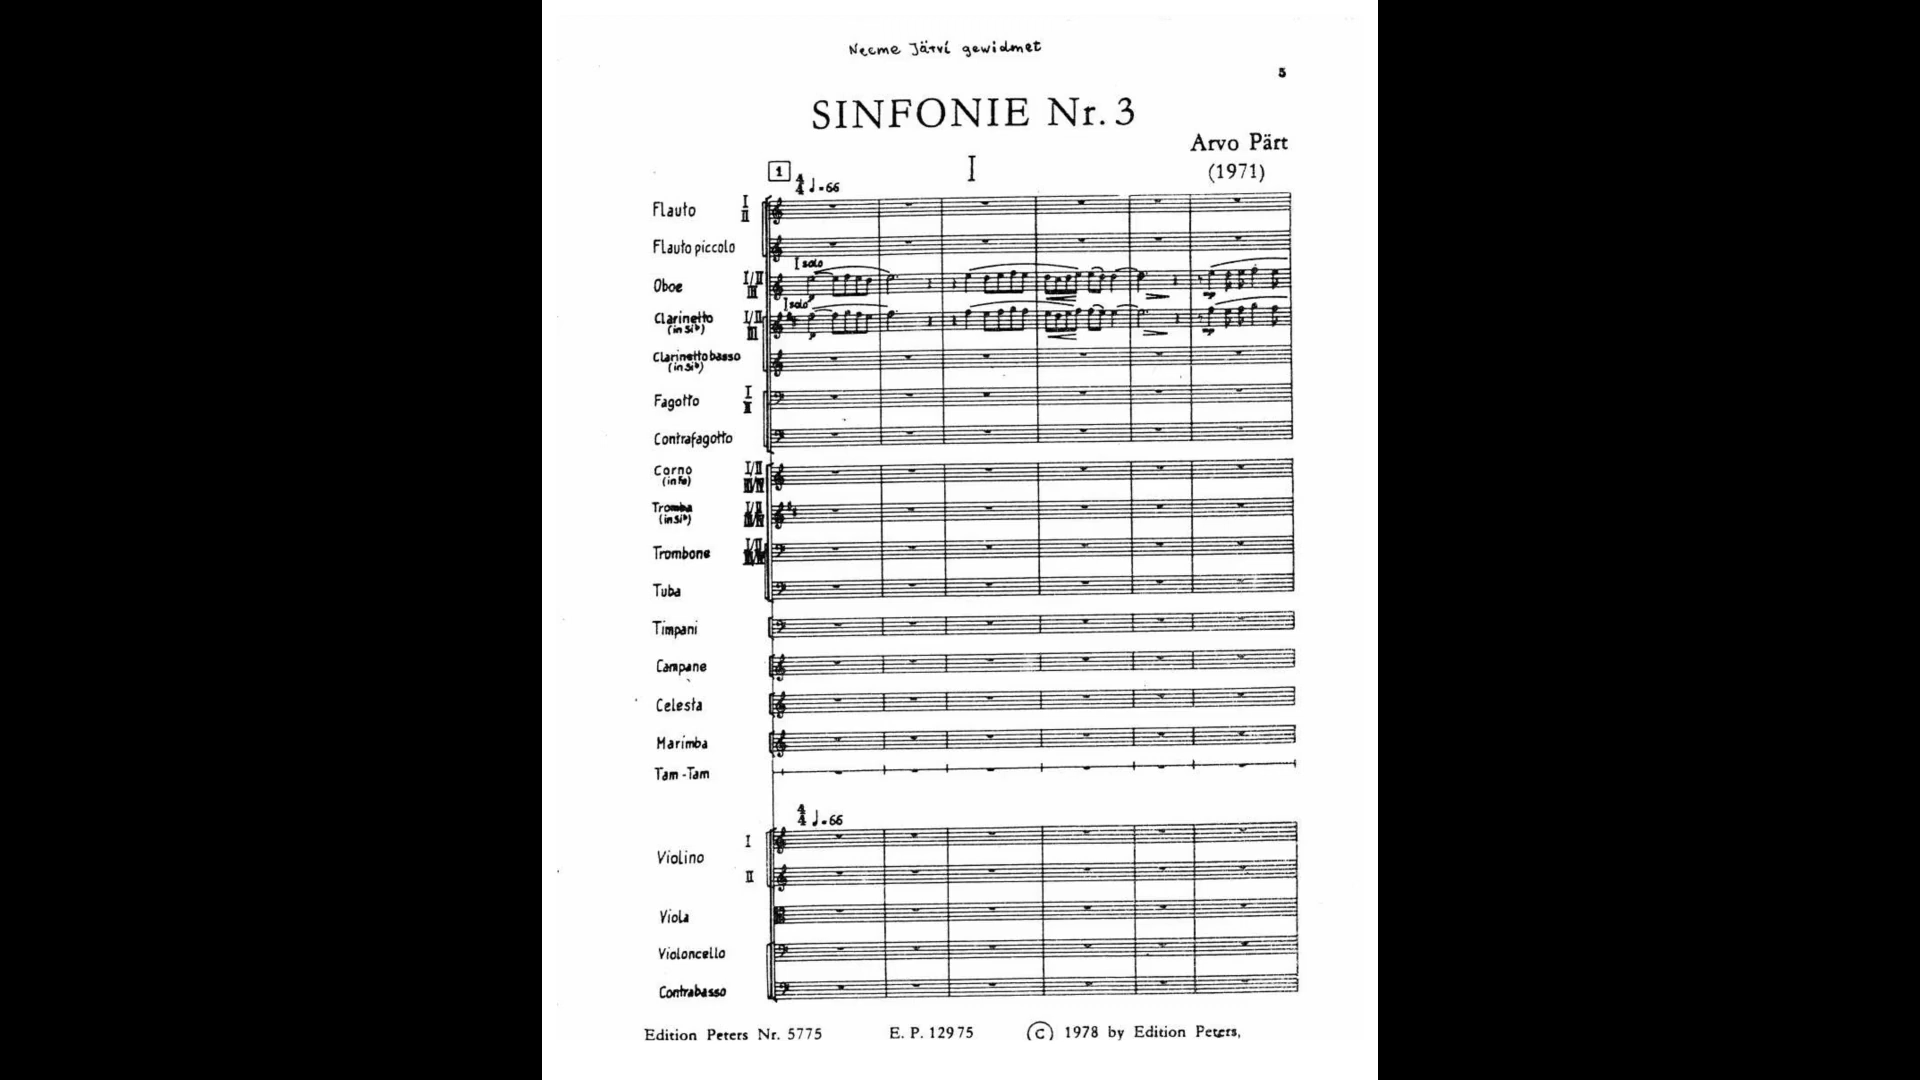 Neeme Järvi gewidmet
5
SINFONIE Nr. 3
Arvo Pärt
(1971)
I
1
4/4 ♩=66
Flauto I II
Flauto piccolo
I solo
Oboe I/II III
p
mp
I solo
Clarinetto (in Si♭) I/II III
p
mp
Clarinetto basso (in Si♭)
Fagotto I II
Contrafagotto
Corno (in Fa) I/II III/IV
Tromba (in Si♭) I/II III/IV
Trombone I/II III/IV
Tuba
Timpani
Campane
Celesta
Marimba
Tam-Tam
4/4 ♩=66
Violino I II
Viola
Violoncello
Contrabasso
Edition Peters Nr. 5775 E. P. 12975 © 1978 by Edition Peters,